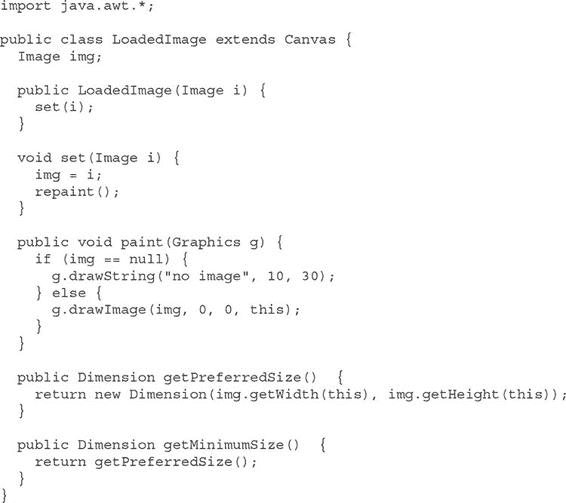 import java.awt.*;

public class LoadedImage extends Canvas {
  Image img;

  public LoadedImage(Image i) {
    set(i);
  }

  void set(Image i) {
    img = i;
    repaint();
  }

  public void paint(Graphics g) {
    if (img == null) {
      g.drawString("no image", 10, 30);
    } else {
      g.drawImage(img, 0, 0, this);
    }
  }

  public Dimension getPreferredSize()  {
    return new Dimension(img.getWidth(this), img.getHeight(this));
  }

  public Dimension getMinimumSize()  {
    return getPreferredSize();
  }
}